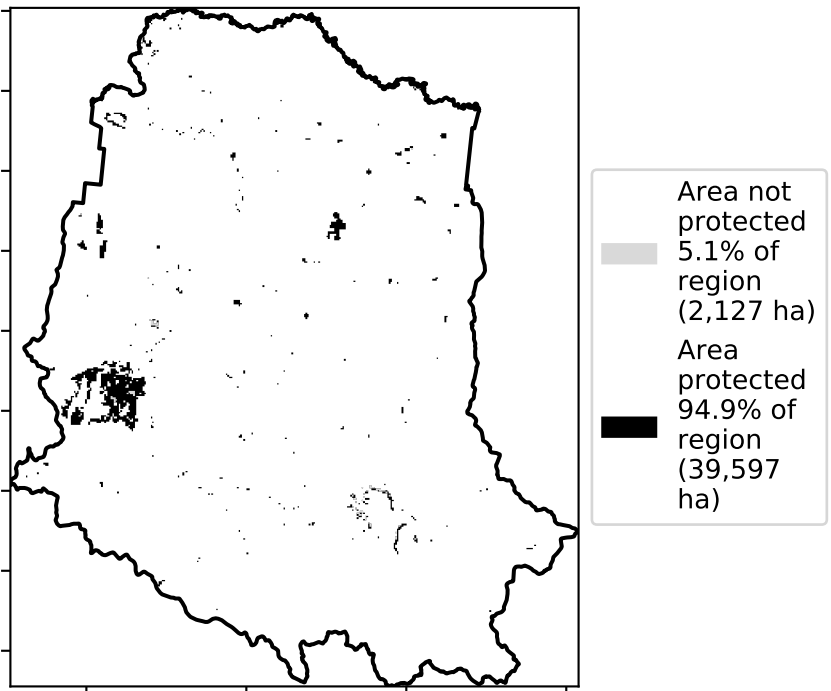 Area not
protected
5.1% of
region
(2,127 ha)
Area
protected
94.9% of
region
(39,597
ha)